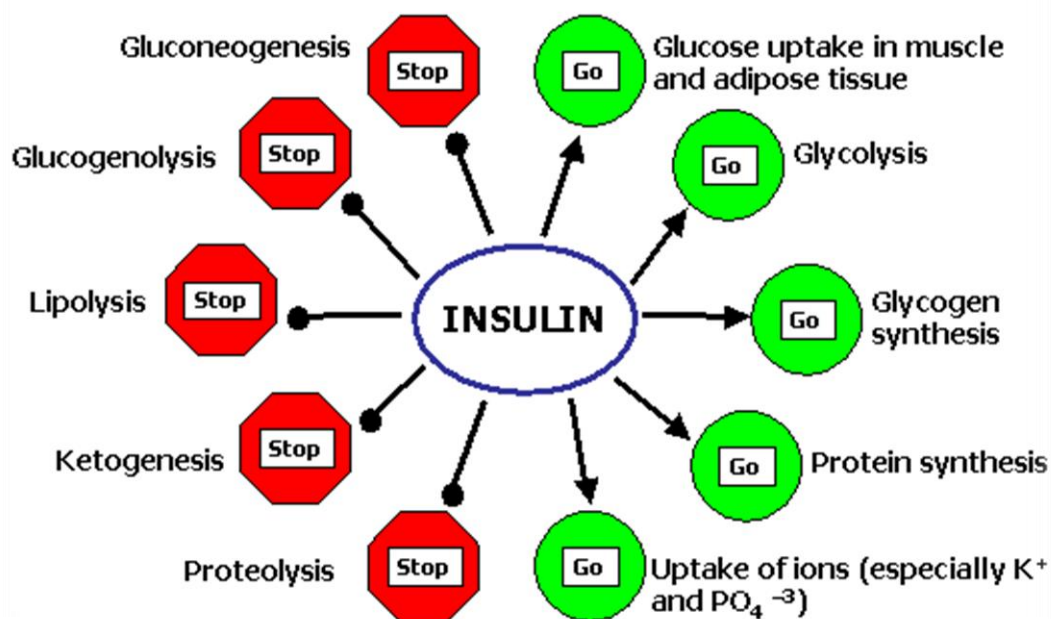 Gluconeogenesis
Stop
Go
Glucose uptake in muscle
and adipose tissue
Glucogenolysis
Stop
Go
Glycolysis
Lipolysis
Stop
INSULIN
Go
Glycogen
synthesis
Ketogenesis
Stop
Go
Protein synthesis
Proteolysis
Stop
Go
Uptake of ions (especially K⁺
and PO₄ ⁻³)